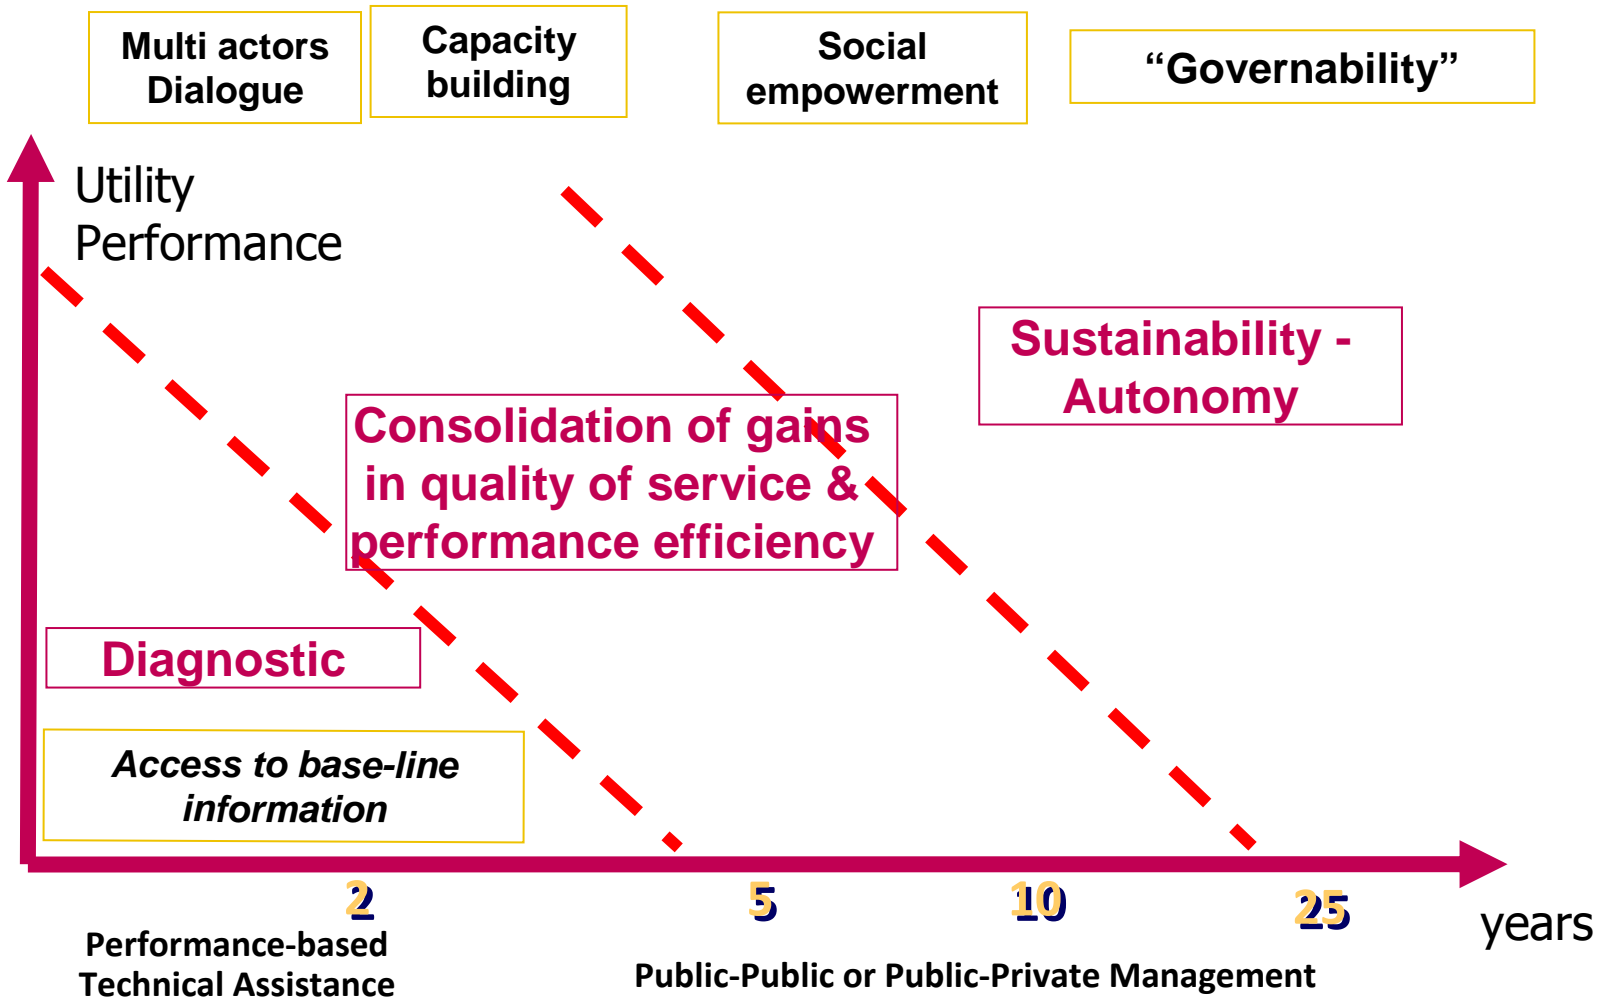 Multi actors
Dialogue
Capacity
building
Social
empowerment
“Governability”
Utility
Performance
Sustainability -
Autonomy
Consolidation of gains
in quality of service &
performance efficiency
Diagnostic
Access to base-line
information
2
5
10
25
years
Performance-based
Technical Assistance
Public-Public or Public-Private Management